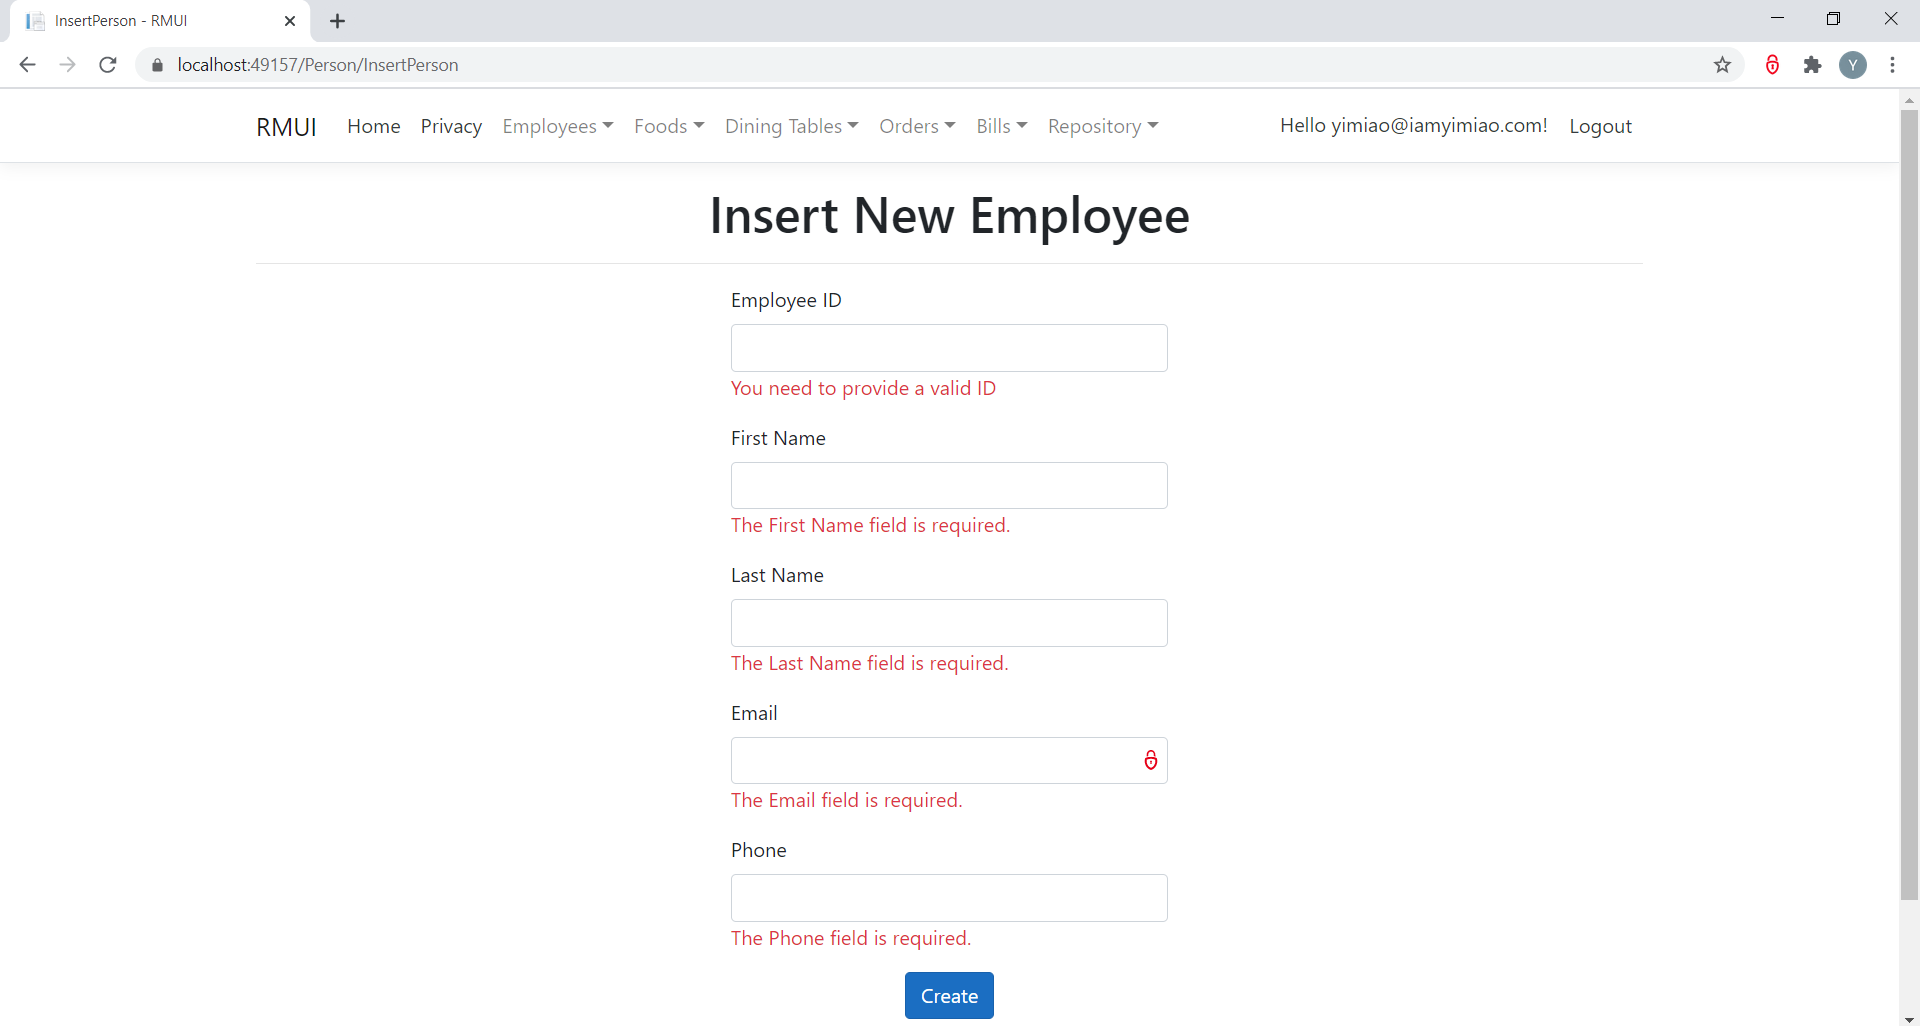 InsertPerson - RMUI
localhost:49157/Person/InsertPerson
Y
RMUI Home Privacy Employees Foods Dining Tables Orders Bills Repository Hello yimiao@iamyimiao.com! Logout
Insert New Employee
Employee ID
You need to provide a valid ID
First Name
The First Name field is required.
Last Name
The Last Name field is required.
Email
The Email field is required.
Phone
The Phone field is required.
Create